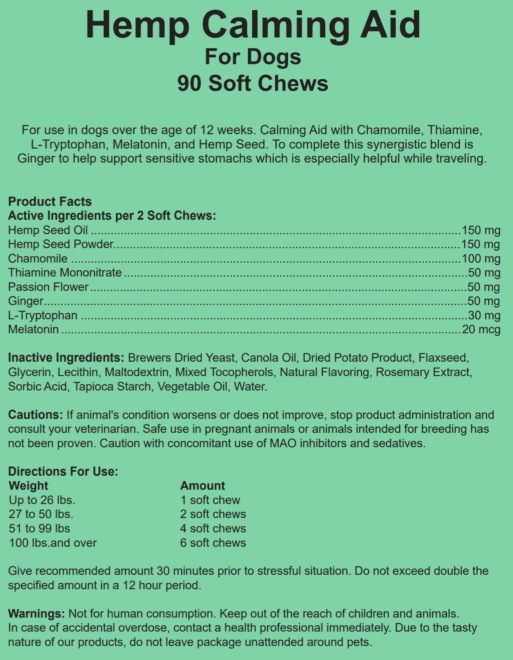 Hemp Calming Aid
For Dogs
90 Soft Chews
For use in dogs over the age of 12 weeks. Calming Aid with Chamomile, Thiamine,
L-Tryptophan, Melatonin, and Hemp Seed. To complete this synergistic blend is
Ginger to help support sensitive stomachs which is especially helpful while traveling.
Product Facts
Active Ingredients per 2 Soft Chews:
Hemp Seed Oil ........................................ 150 mg
Hemp Seed Powder........................................ 150 mg
Chamomile ........................................ 100 mg
Thiamine Mononitrate ........................................ 50 mg
Passion Flower ........................................ 50 mg
Ginger........................................ 50 mg
L-Tryptophan ........................................ 30 mg
Melatonin ........................................ 20 mcg
Inactive Ingredients: Brewers Dried Yeast, Canola Oil, Dried Potato Product, Flaxseed,
Glycerin, Lecithin, Maltodextrin, Mixed Tocopherols, Natural Flavoring, Rosemary Extract,
Sorbic Acid, Tapioca Starch, Vegetable Oil, Water.
Cautions: If animal's condition worsens or does not improve, stop product administration and
consult your veterinarian. Safe use in pregnant animals or animals intended for breeding has
not been proven. Caution with concomitant use of MAO inhibitors and sedatives.
Directions For Use:
Weight Amount
Up to 26 lbs. 1 soft chew
27 to 50 lbs. 2 soft chews
51 to 99 lbs 4 soft chews
100 lbs.and over 6 soft chews
Give recommended amount 30 minutes prior to stressful situation. Do not exceed double the
specified amount in a 12 hour period.
Warnings: Not for human consumption. Keep out of the reach of children and animals.
In case of accidental overdose, contact a health professional immediately. Due to the tasty
nature of our products, do not leave package unattended around pets.